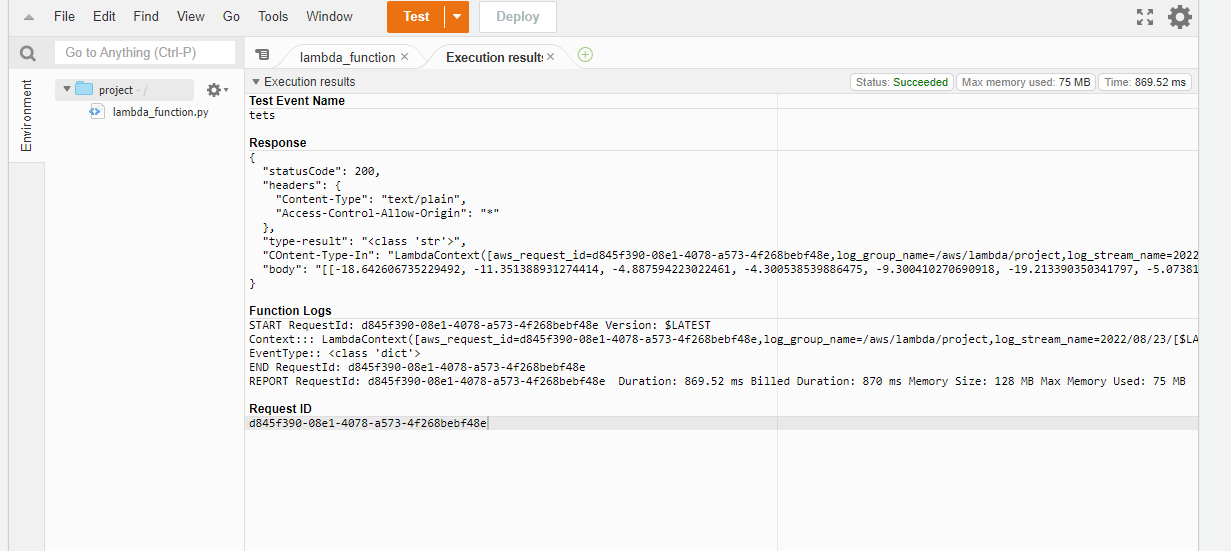 File Edit Find View Go Tools Window Test Deploy
Go to Anything (Ctrl-P)
lambda_function × Execution results ×
Environment
project - /
lambda_function.py
Execution results
Status: Succeeded Max memory used: 75 MB Time: 869.52 ms
Test Event Name
tets
Response
{
"statusCode": 200,
"headers": {
"Content-Type": "text/plain",
"Access-Control-Allow-Origin": "*"
},
"type-result": "<class 'str'>",
"COntent-Type-In": "LambdaContext([aws_request_id=d845f390-08e1-4078-a573-4f268bebf48e,log_group_name=/aws/lambda/project,log_stream_name=2022
"body": "[[-18.642606735229492, -11.351388931274414, -4.887594223022461, -4.300538539886475, -9.300410270690918, -19.213390350341797, -5.07381
}
Function Logs
START RequestId: d845f390-08e1-4078-a573-4f268bebf48e Version: $LATEST
Context::: LambdaContext([aws_request_id=d845f390-08e1-4078-a573-4f268bebf48e,log_group_name=/aws/lambda/project,log_stream_name=2022/08/23/[$LA
EventType:: <class 'dict'>
END RequestId: d845f390-08e1-4078-a573-4f268bebf48e
REPORT RequestId: d845f390-08e1-4078-a573-4f268bebf48e Duration: 869.52 ms Billed Duration: 870 ms Memory Size: 128 MB Max Memory Used: 75 MB
Request ID
d845f390-08e1-4078-a573-4f268bebf48e